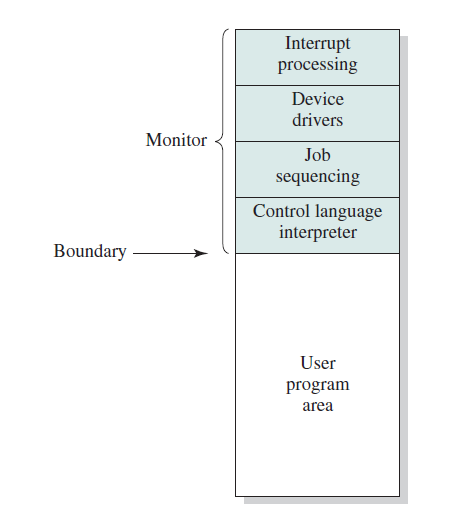 Interrupt
processing
Device
drivers
Monitor
Job
sequencing
Control language
interpreter
Boundary
User
program
area